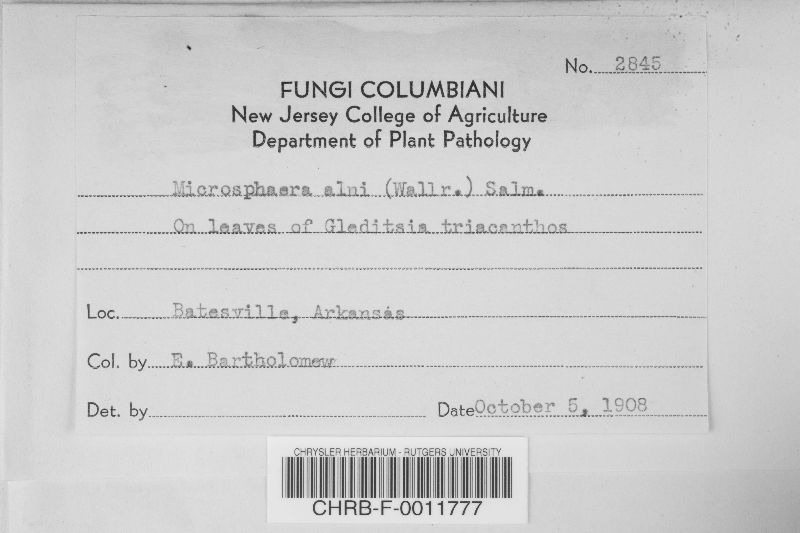 No. 2845
FUNGI COLUMBIANI
New Jersey College of Agriculture
Department of Plant Pathology
Microsphaera alni (Wallr.) Salm.
On leaves of Gleditsia triacanthos
Loc. Batesville, Arkansas
Col. by E. Bartholomew
Det. by
Date October 5, 1908
CHRYSLER HERBARIUM - RUTGERS UNIVERSITY
CHRB-F-0011777